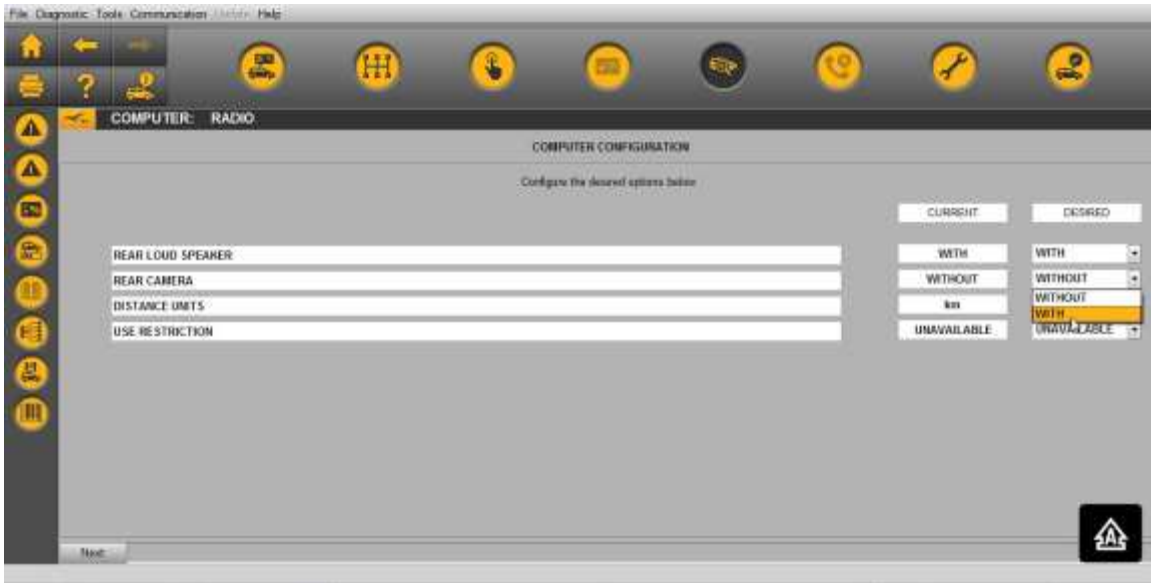 File Diagnostic Tools Communication Update Help
COMPUTER: RADIO
COMPUTER CONFIGURATION
Configure the desired options below
CURRENT DESIRED
REAR LOUD SPEAKER WITH WITH
REAR CAMERA WITHOUT WITHOUT
DISTANCE UNITS km WITHOUT
WITH
USE RESTRICTION UNAVAILABLE UNAVAILABLE
Next